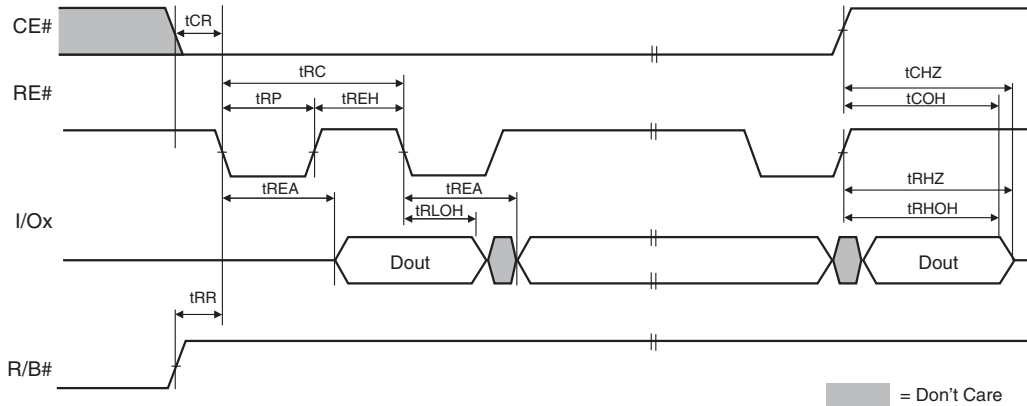 CE#
tCR
tRC
tCHZ
RE#
tRP
tREH
tCOH
tREA
tREA
tRHZ
I/Ox
tRLOH
tRHOH
Dout
Dout
tRR
R/B#
= Don't Care